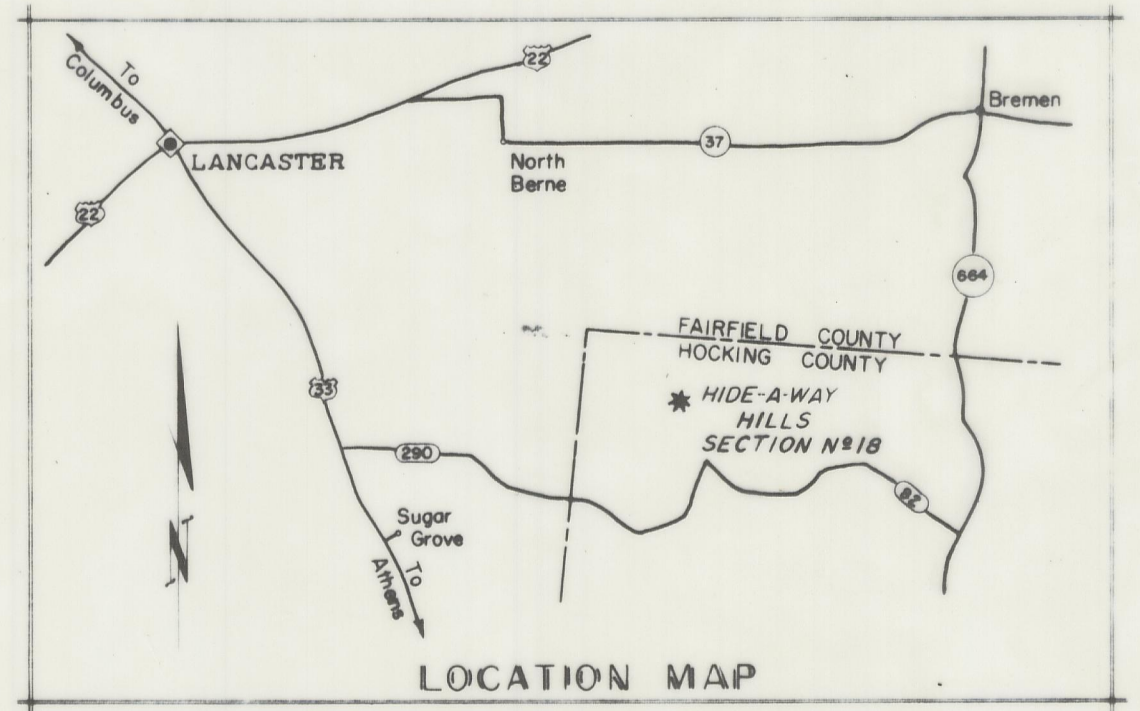 To
Columbus
22
Bremen
37
LANCASTER
North
Berne
22
664
FAIRFIELD COUNTY
HOCKING COUNTY
33
HIDE-A-WAY
HILLS
SECTION Nº 18
290
82
Sugar
Grove
To
Athens
N
LOCATION MAP